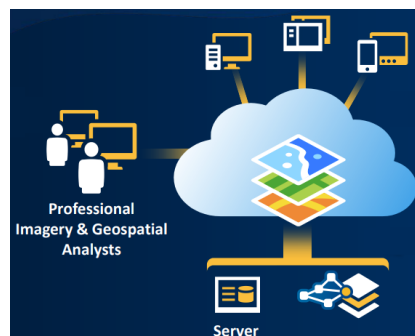 Professional
Imagery & Geospatial
Analysts
Server